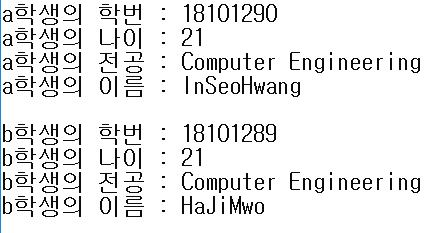 a학생의 학번 : 18101290
a학생의 나이 : 21
a학생의 전공 : Computer Engineering
a학생의 이름 : InSeoHwang
b학생의 학번 : 18101289
b학생의 나이 : 21
b학생의 전공 : Computer Engineering
b학생의 이름 : HaJiMwo